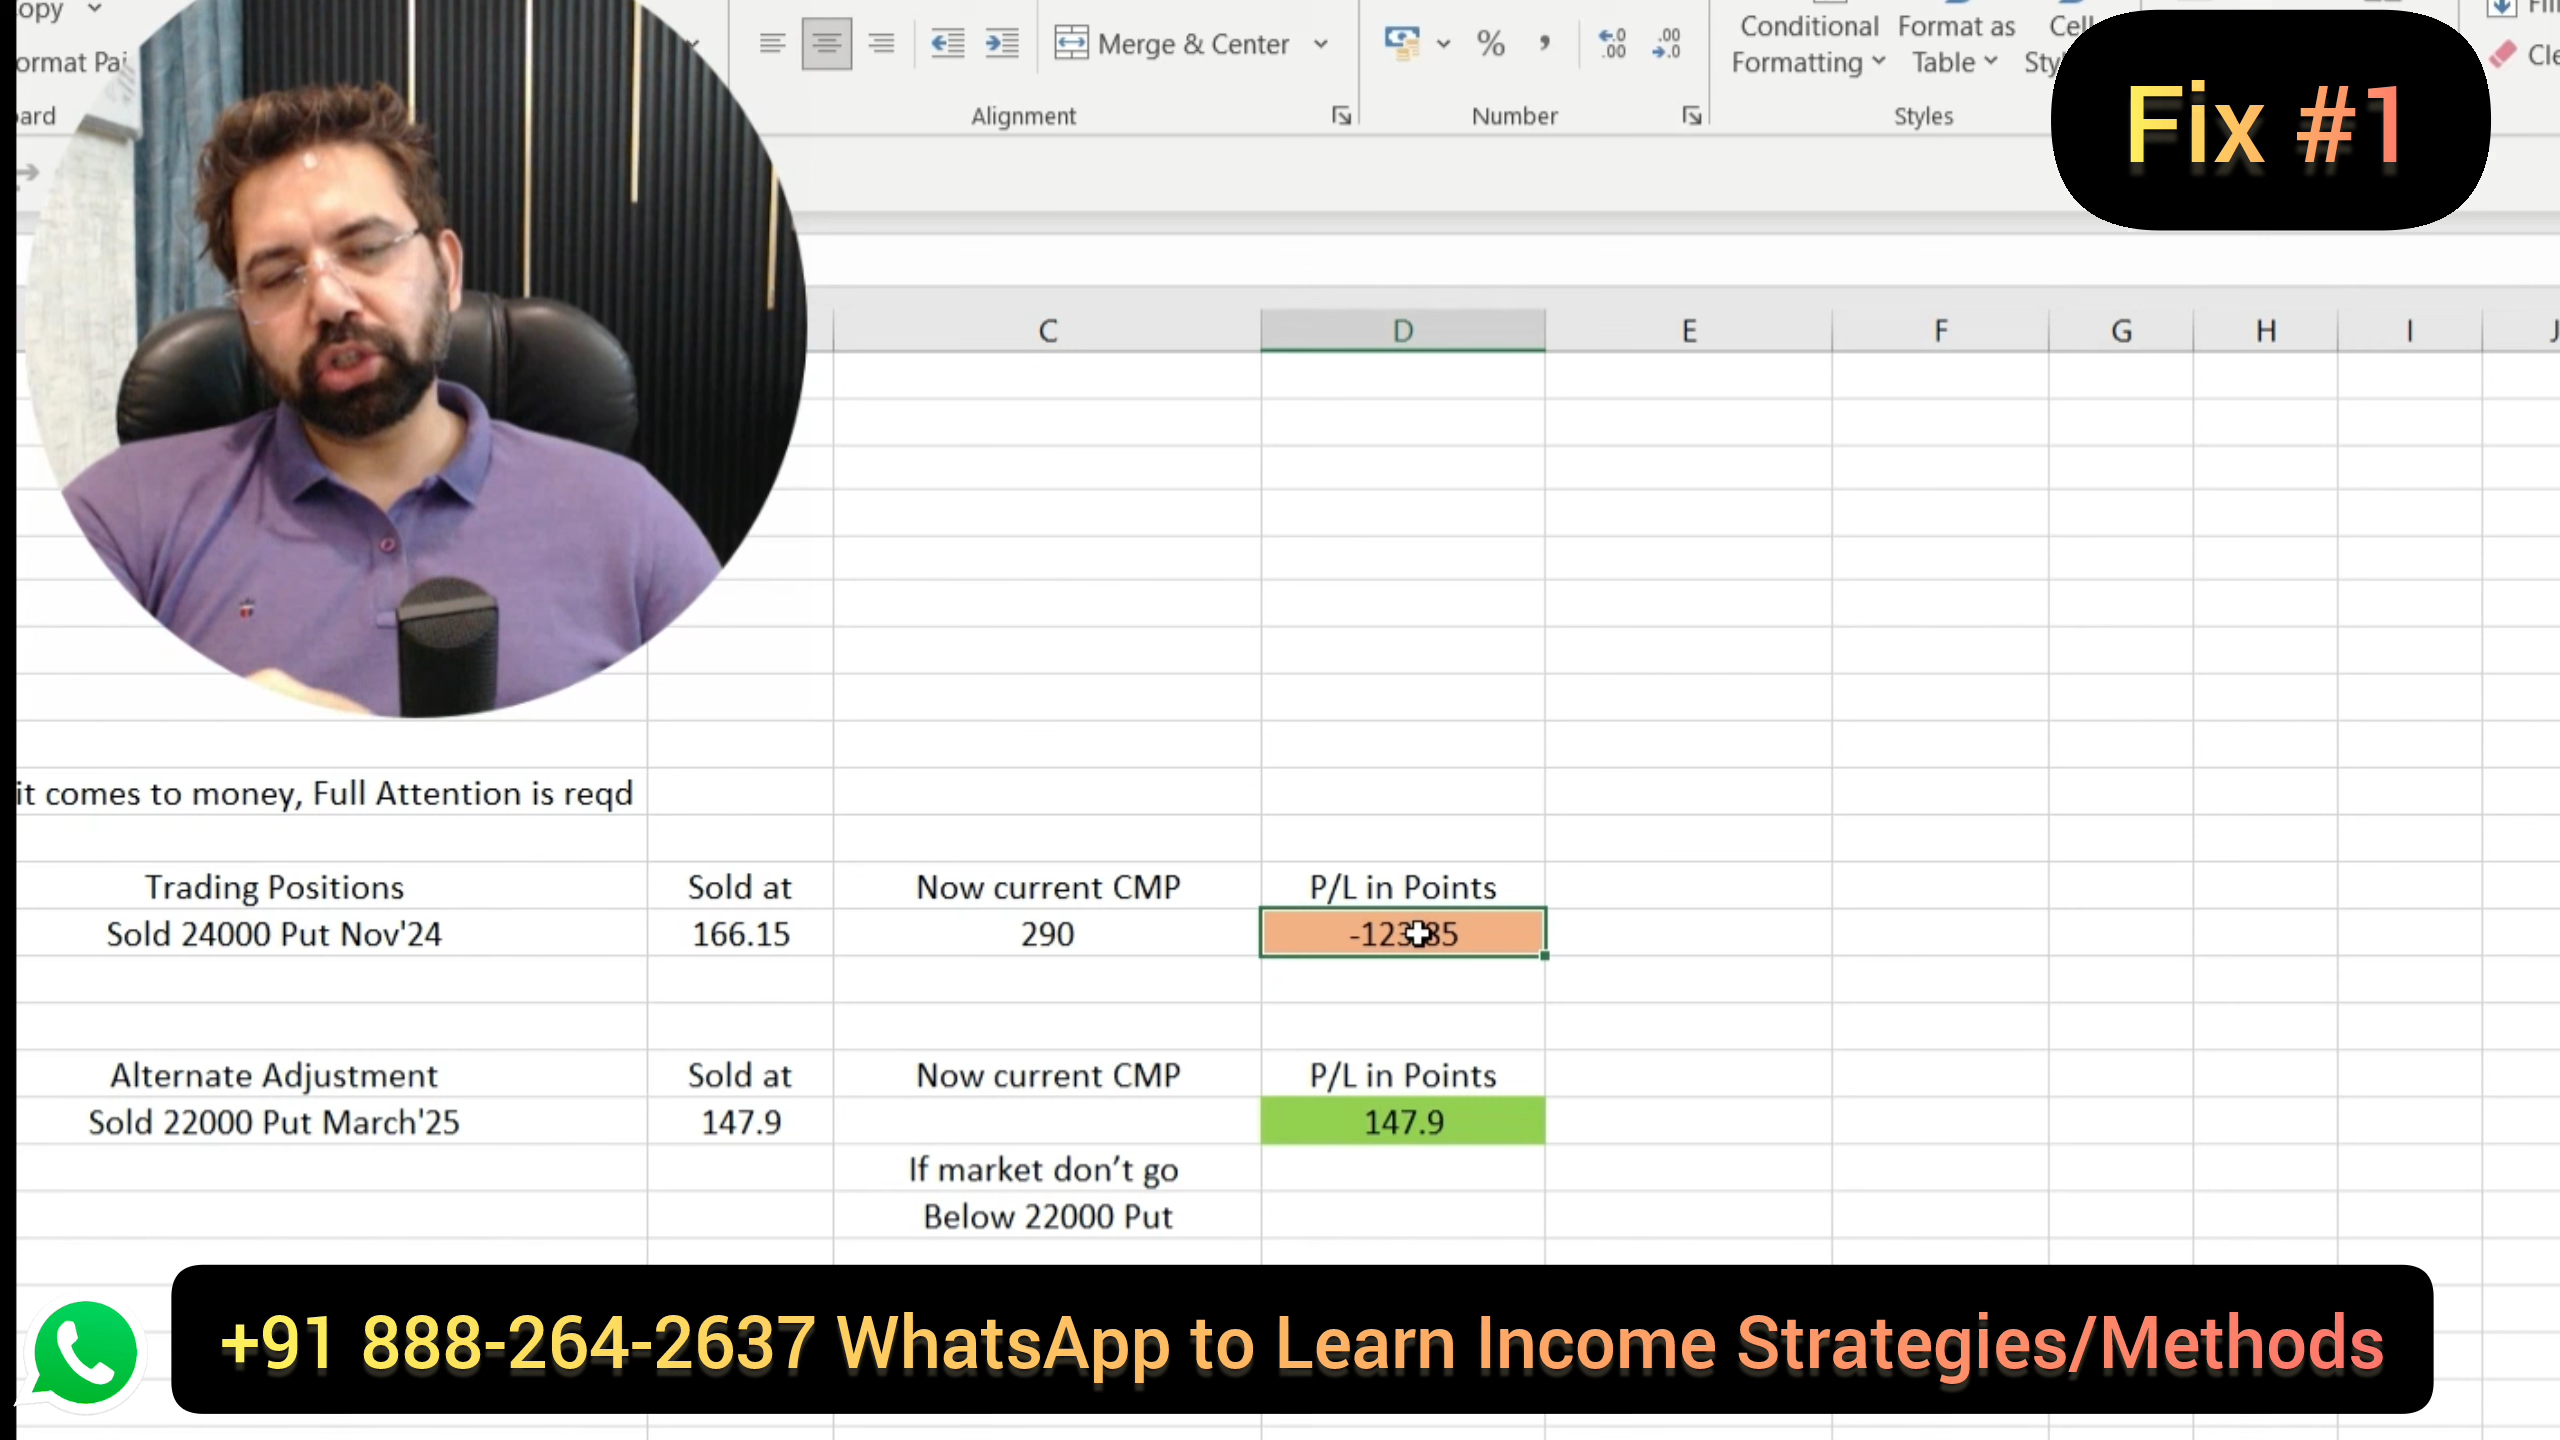 opy
Merge & Center
%
Conditional Formatting
Format as Table
ormat Pai
ard
Alignment
Number
Styles
Fix #1
C D E F G H I J
it comes to money, Full Attention is reqd
Trading Positions Sold at Now current CMP P/L in Points
Sold 24000 Put Nov'24 166.15 290 -123.85
Alternate Adjustment Sold at Now current CMP P/L in Points
Sold 22000 Put March'25 147.9 147.9
If market don’t go
Below 22000 Put
+91 888-264-2637 WhatsApp to Learn Income Strategies/Methods